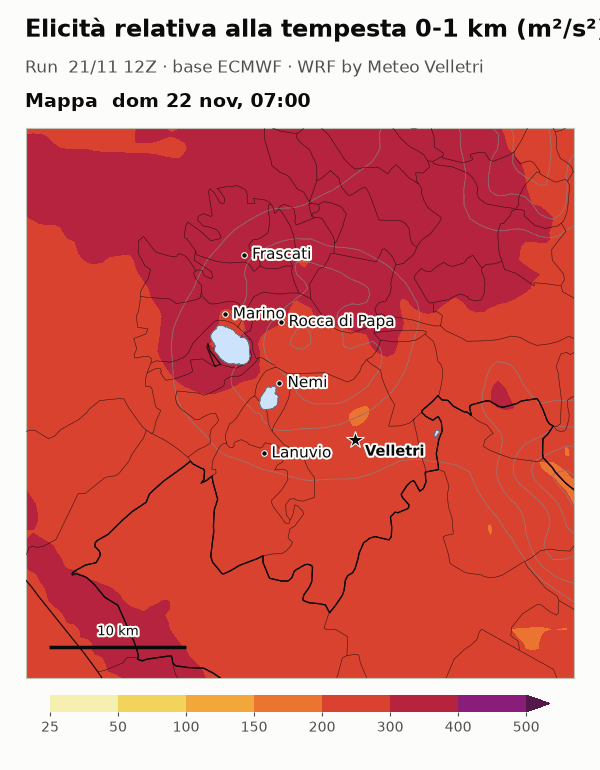 Elicità relativa alla tempesta 0-1 km (m²/s²)
Run 21/11 12Z · base ECMWF · WRF by Meteo Velletri
Mappa dom 22 nov, 07:00
Frascati
Marino
Rocca di Papa
Nemi
Velletri
Lanuvio
10 km
25 50 100 150 200 300 400 500